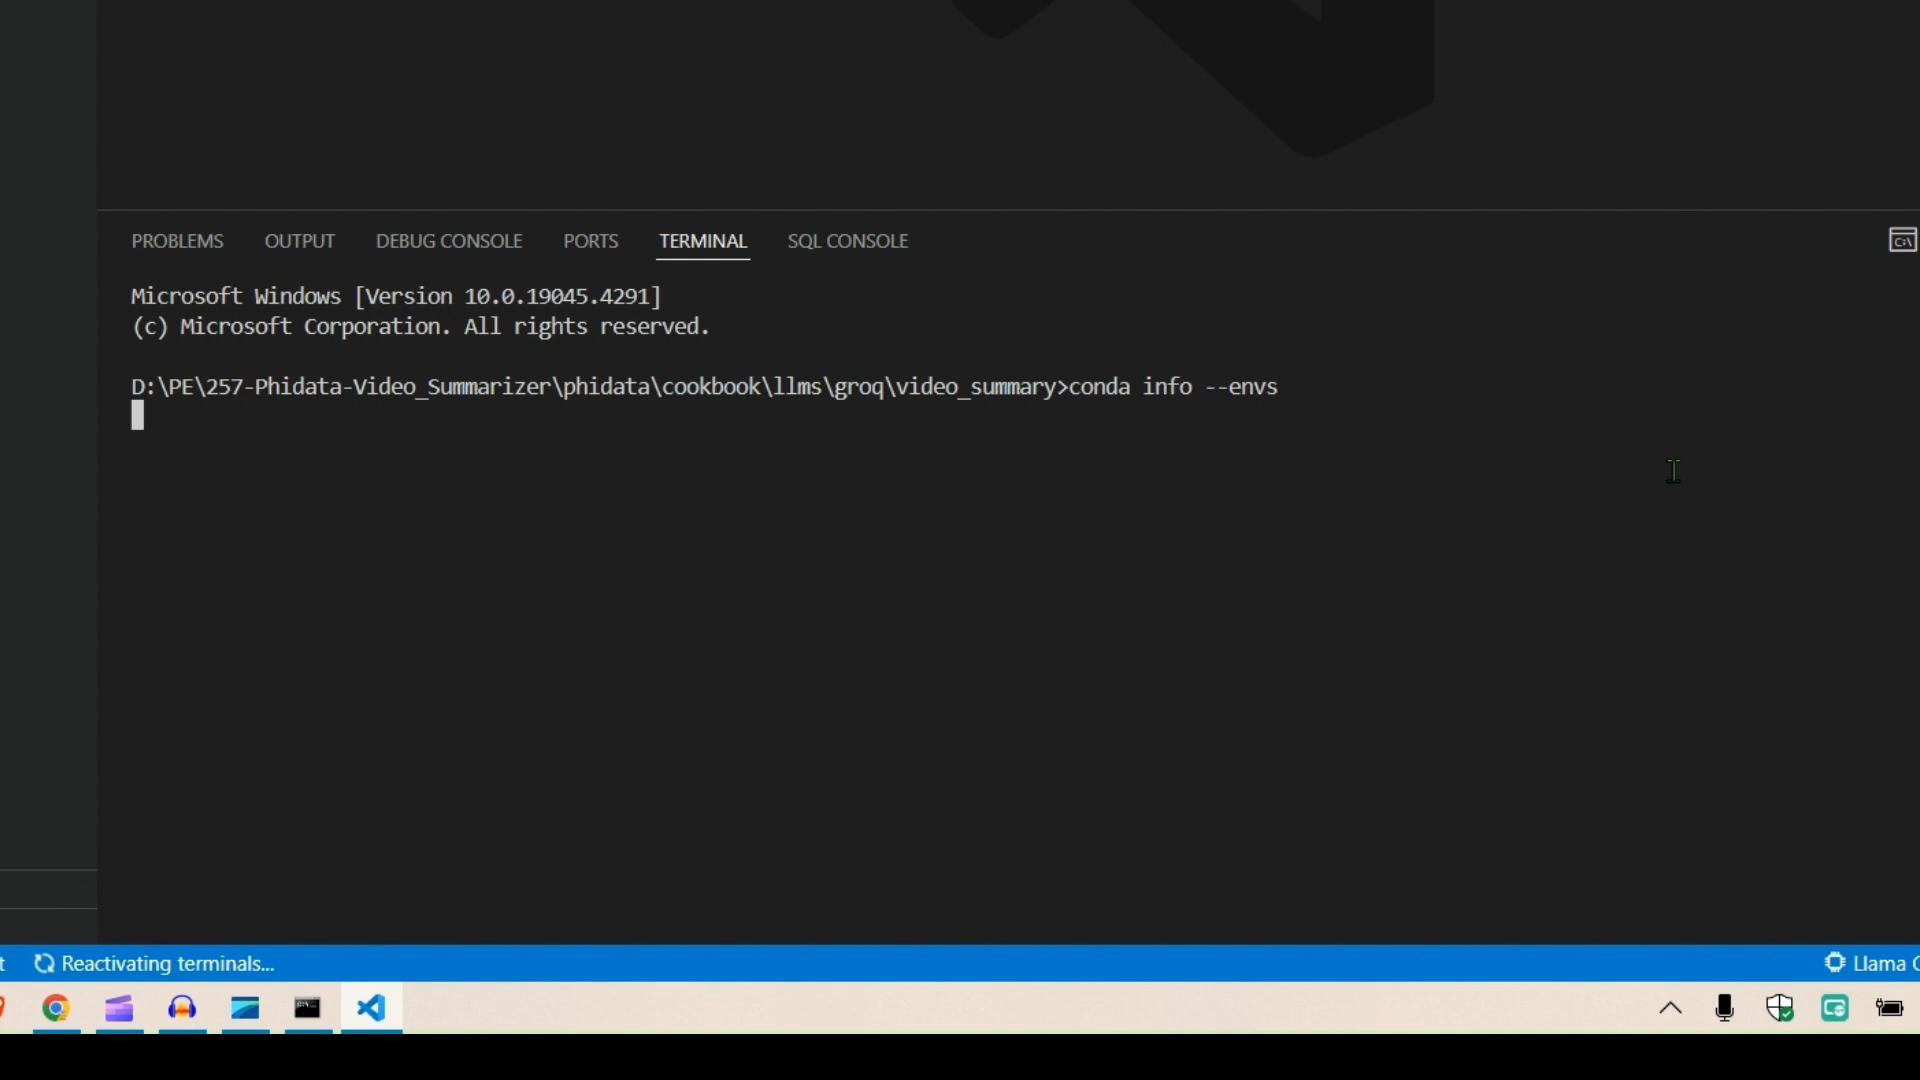 PROBLEMS OUTPUT DEBUG CONSOLE PORTS TERMINAL SQL CONSOLE
Microsoft Windows [Version 10.0.19045.4291]
(c) Microsoft Corporation. All rights reserved.
D:\PE\257-Phidata-Video_Summarizer\phidata\cookbook\llms\groq\video_summary>conda info --envs
Reactivating terminals...
Llama